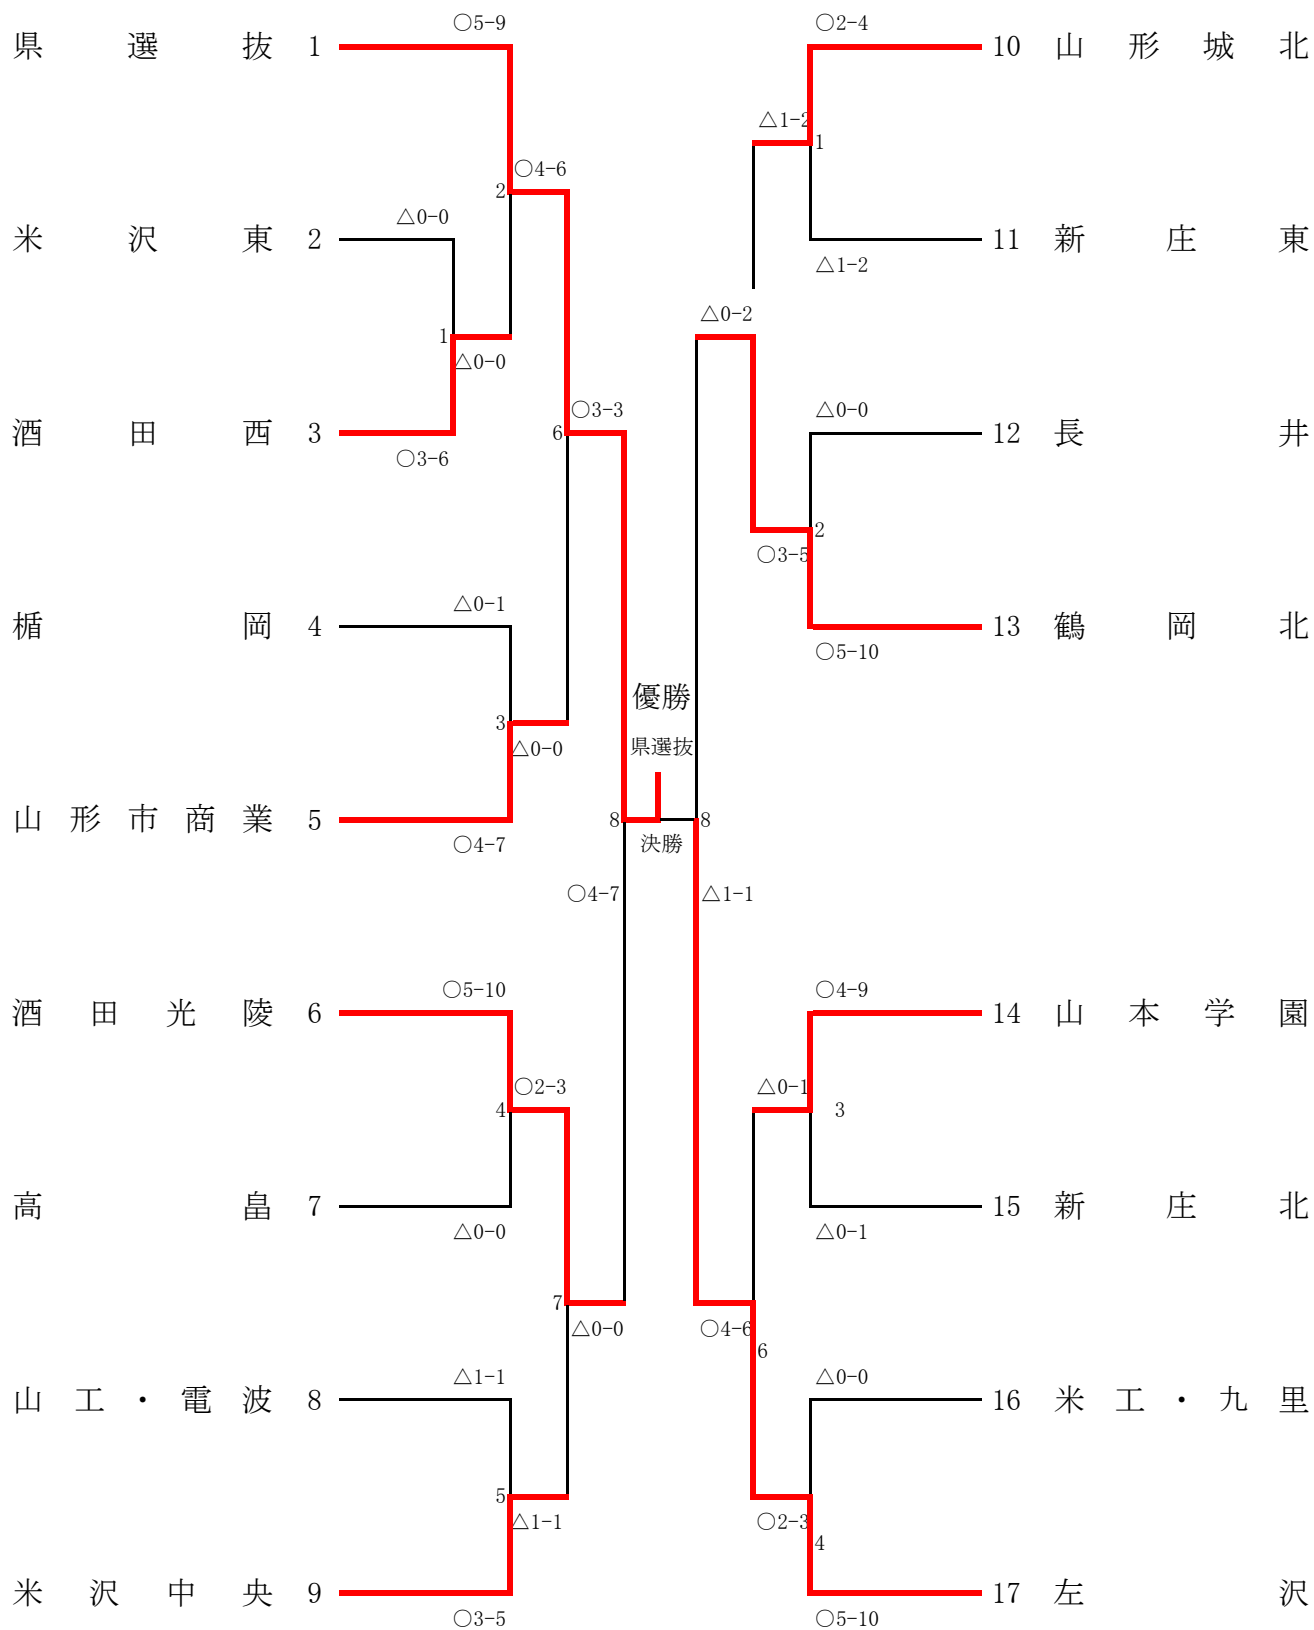 ○5-9
県選抜 1
2
○4-6
△0-0
米沢東 2
1
△0-0
酒田西 3
○3-6
○3-3
6
△0-1
楯岡 4
3
△0-0
山形市商業 5
○4-7
優勝
県選抜
8
8
決勝
○4-7
△1-1
○5-10
酒田光陵 6
○2-3
4
高畠 7
△0-0
7
△0-0
△1-1
山工・電波 8
5
△1-1
米沢中央 9
○3-5
○2-4
10 山形城北
△1-2
1
11 新庄東
△1-2
△0-2
△0-0
12 長井
2
○3-5
13 鶴岡北
○5-10
○4-9
14 山本学園
△0-1
3
15 新庄北
△0-1
○4-6
6
△0-0
16 米工・九里
○2-3
4
17 左沢
○5-10